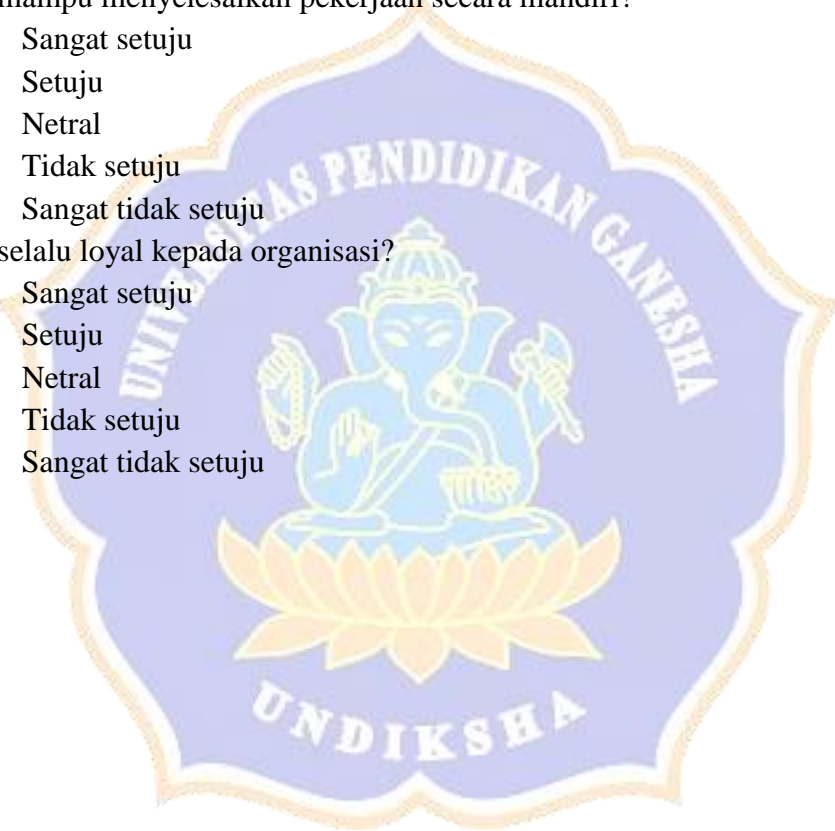 mampu menyelesaikan pekerjaan secara mandiri?
Sangat setuju
Setuju
Netral
Tidak setuju
Sangat tidak setuju
selalu loyal kepada organisasi?
Sangat setuju
Setuju
Netral
Tidak setuju
Sangat tidak setuju
UNIVERSITAS PENDIDIKAN GANESHA
UNDIKSHA